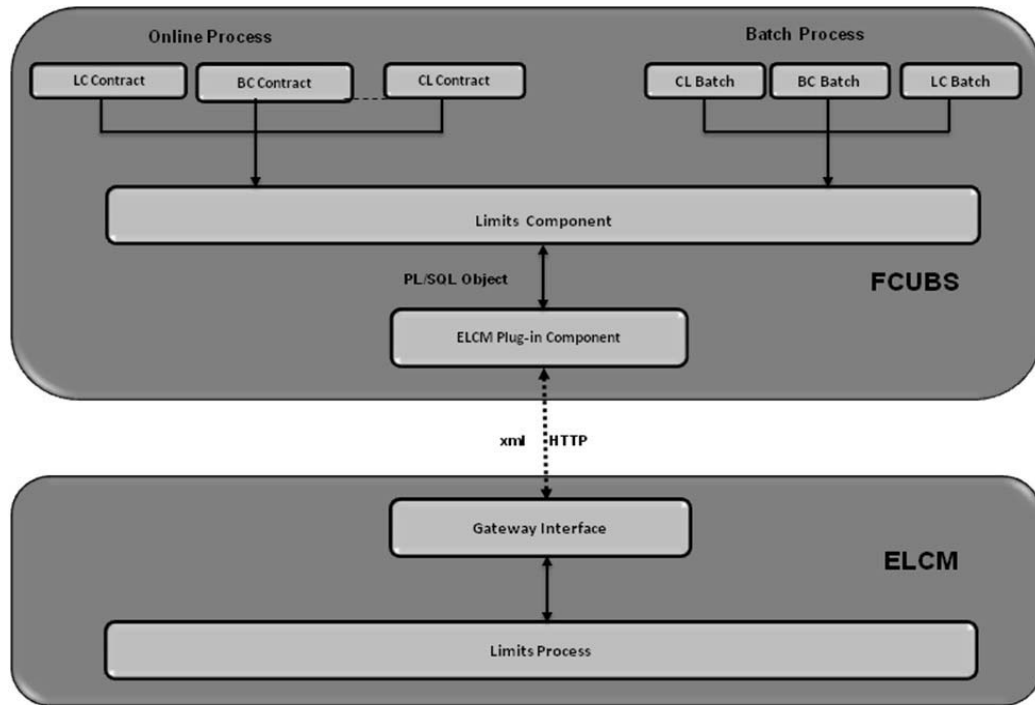 Online Process
Batch Process
LC Contract
BC Contract
CL Contract
CL Batch
BC Batch
LC Batch
Limits Component
PL/SQL Object
FCUBS
ELCM Plug-in Component
xml
HTTP
Gateway Interface
ELCM
Limits Process